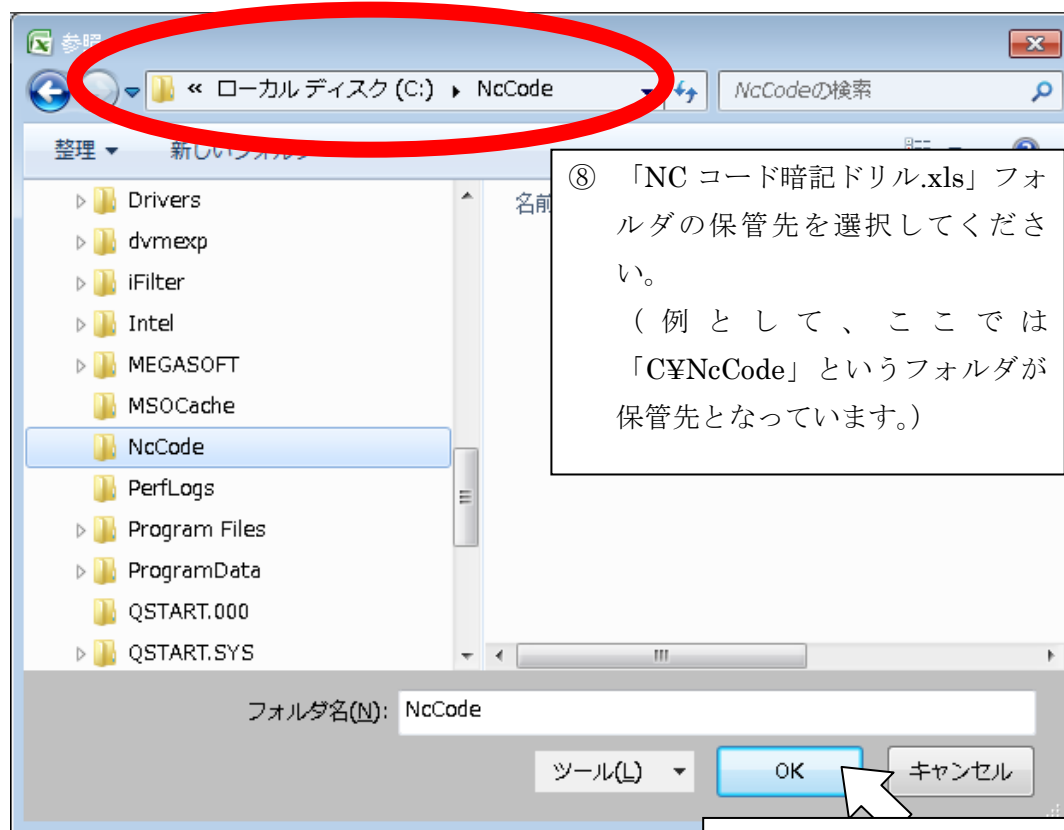 参照
« ローカル ディスク (C:) ▸ NcCode
NcCodeの検索
整理 ▼
名前
⑧ 「NC コード暗記ドリル.xls」フォ
ルダの保管先を選択してくださ
い。
（例として、ここでは
「C¥NcCode」というフォルダが
保管先となっています。）
Drivers
dvmexp
iFilter
Intel
MEGASOFT
MSOCache
NcCode
PerfLogs
Program Files
ProgramData
QSTART.000
QSTART.SYS
フォルダ名(N): NcCode
ツール(L) ▼
OK
キャンセル